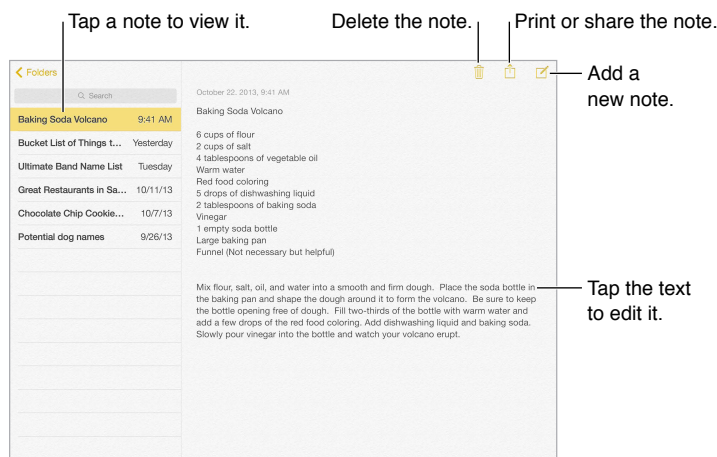 Tap a note to view it.
Delete the note.
Print or share the note.
Add a
new note.
Folders
Search
Baking Soda Volcano 9:41 AM
Bucket List of Things t... Yesterday
Ultimate Band Name List Tuesday
Great Restaurants in Sa... 10/11/13
Chocolate Chip Cookie... 10/7/13
Potential dog names 9/26/13
October 22. 2013, 9:41 AM
Baking Soda Volcano
6 cups of flour
2 cups of salt
4 tablespoons of vegetable oil
Warm water
Red food coloring
5 drops of dishwashing liquid
2 tablespoons of baking soda
Vinegar
1 empty soda bottle
Large baking pan
Funnel (Not necessary but helpful)
Mix flour, salt, oil, and water into a smooth and firm dough. Place the soda bottle in
the baking pan and shape the dough around it to form the volcano. Be sure to keep
the bottle opening free of dough. Fill two-thirds of the bottle with warm water and
add a few drops of the red food coloring. Add dishwashing liquid and baking soda.
Slowly pour vinegar into the bottle and watch your volcano erupt.
Tap the text
to edit it.